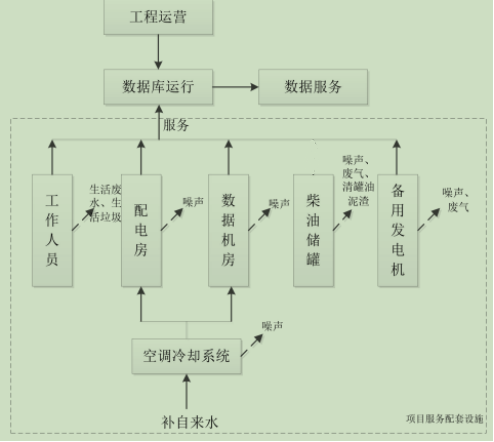 工程运营
数据库运行
数据服务
服务
工作人员
生活废
水、生
活垃圾
配电房
噪声
数据机房
噪声
柴油储罐
噪声、
废气、
清罐油
泥渣
备用发电机
噪声、
废气
空调冷却系统
噪声
补自来水
项目服务配套设施